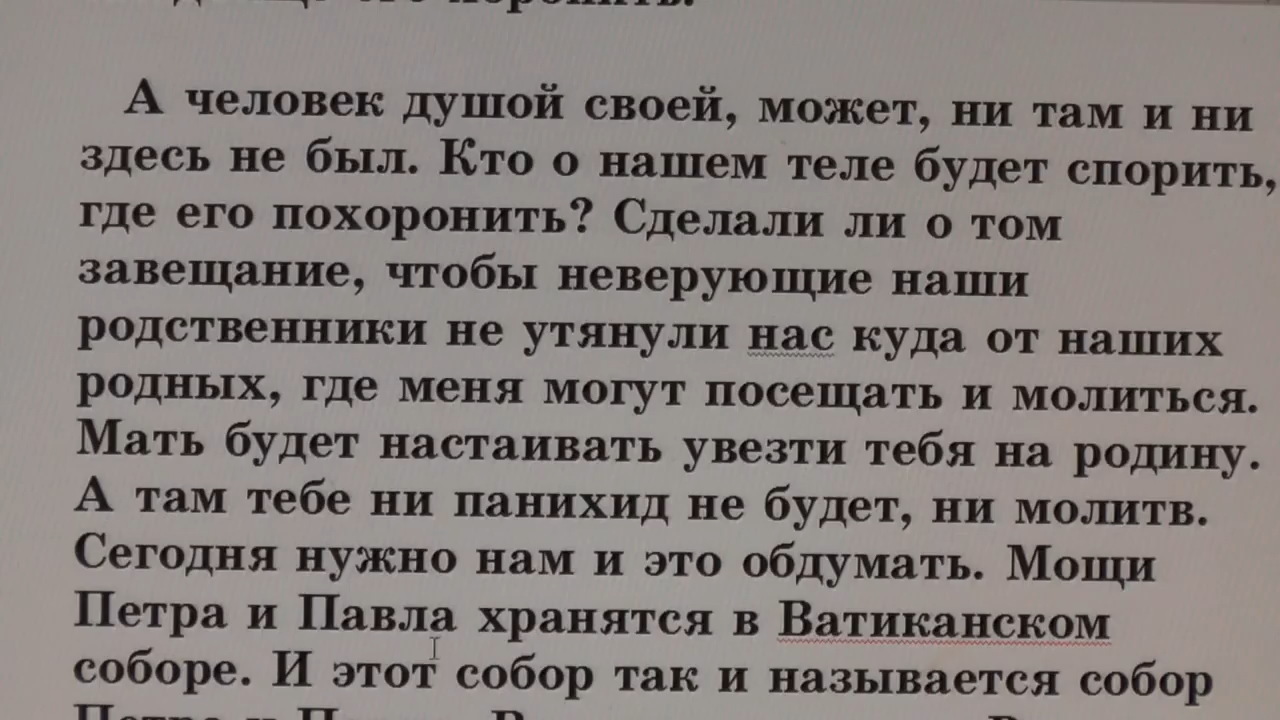 А человек душой своей, может, ни там и ни
здесь не был. Кто о нашем теле будет спорить,
где его похоронить? Сделали ли о том
завещание, чтобы неверующие наши
родственники не утянули нас куда от наших
родных, где меня могут посещать и молиться.
Мать будет настаивать увезти тебя на родину.
А там тебе ни панихид не будет, ни молитв.
Сегодня нужно нам и это обдумать. Мощи
Петра и Павла хранятся в Ватиканском
соборе. И этот собор так и называется собор